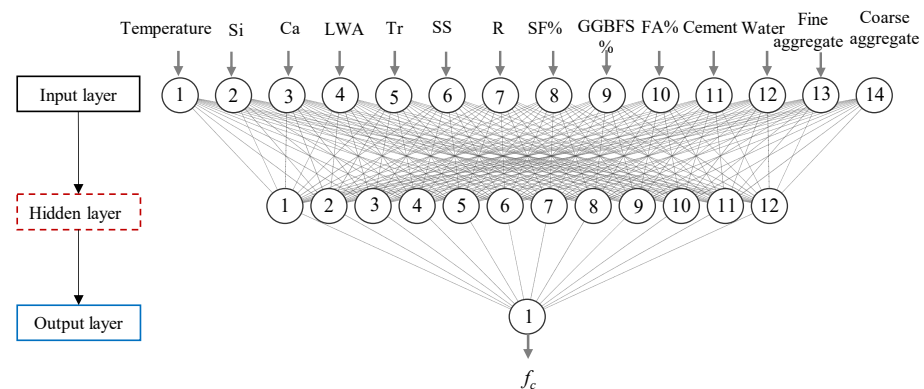 Temperature Si Ca LWA Tr SS R SF% GGBFS % FA% Cement Water Fine aggregate Coarse aggregate
Input layer
1 2 3 4 5 6 7 8 9 10 11 12 13 14
Hidden layer
1 2 3 4 5 6 7 8 9 10 11 12
Output layer
1
f_c